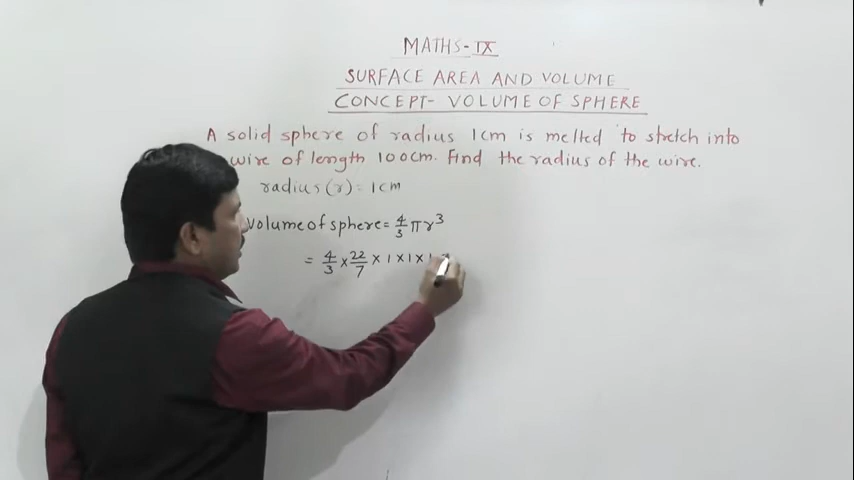 MATHS-IX
SURFACE AREA AND VOLUME
CONCEPT- VOLUME OF SPHERE
A solid sphere of radius 1cm is melted to stretch into
wire of length 100cm. Find the radius of the wire.
radius(r)=1cm
volume of sphere= 4/3 πr³
= 4/3 × 22/7 × 1 × 1 × 1